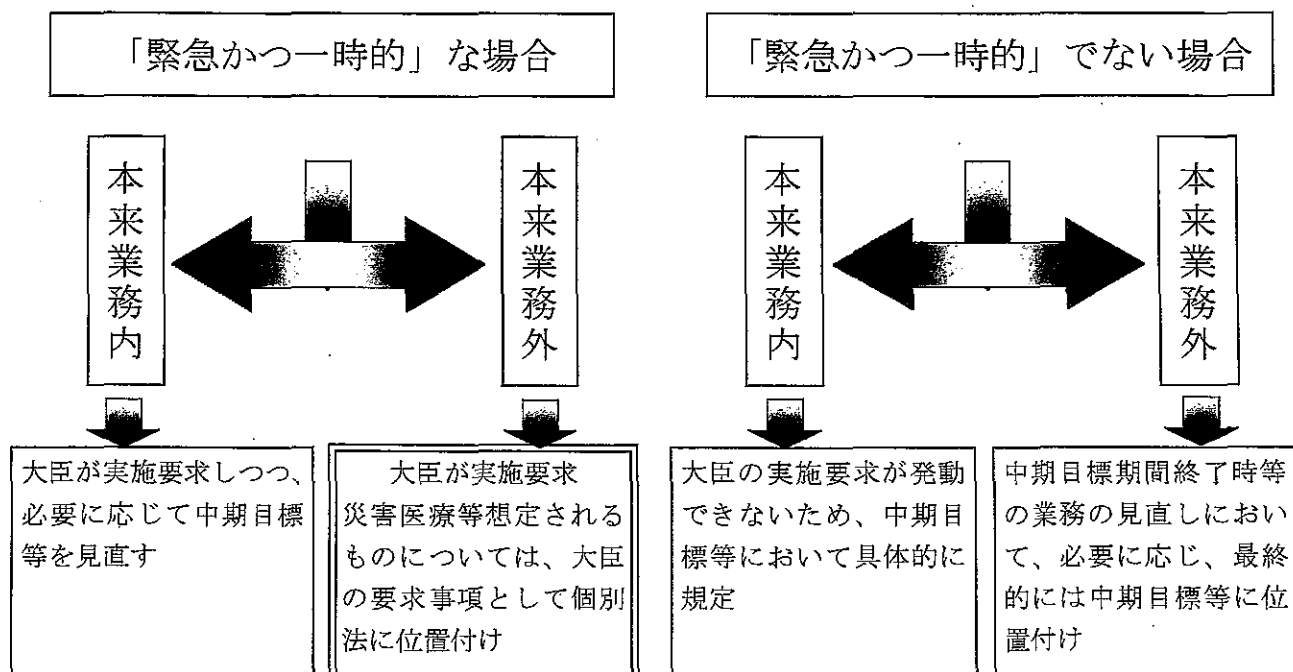 「緊急かつ一時的」な場合
「緊急かつ一時的」でない場合
本来業務内
本来業務外
本来業務内
本来業務外
大臣が実施要求しつつ、
必要に応じて中期目標
等を見直す
大臣が実施要求
災害医療等想定される
ものについては、大臣
の要求事項として個別
法に位置付け
大臣の実施要求が発動
できないため、中期目
標等において具体的に
規定
中期目標期間終了時等
の業務の見直しにおい
て、必要に応じ、最終
的には中期目標等に位
置付け